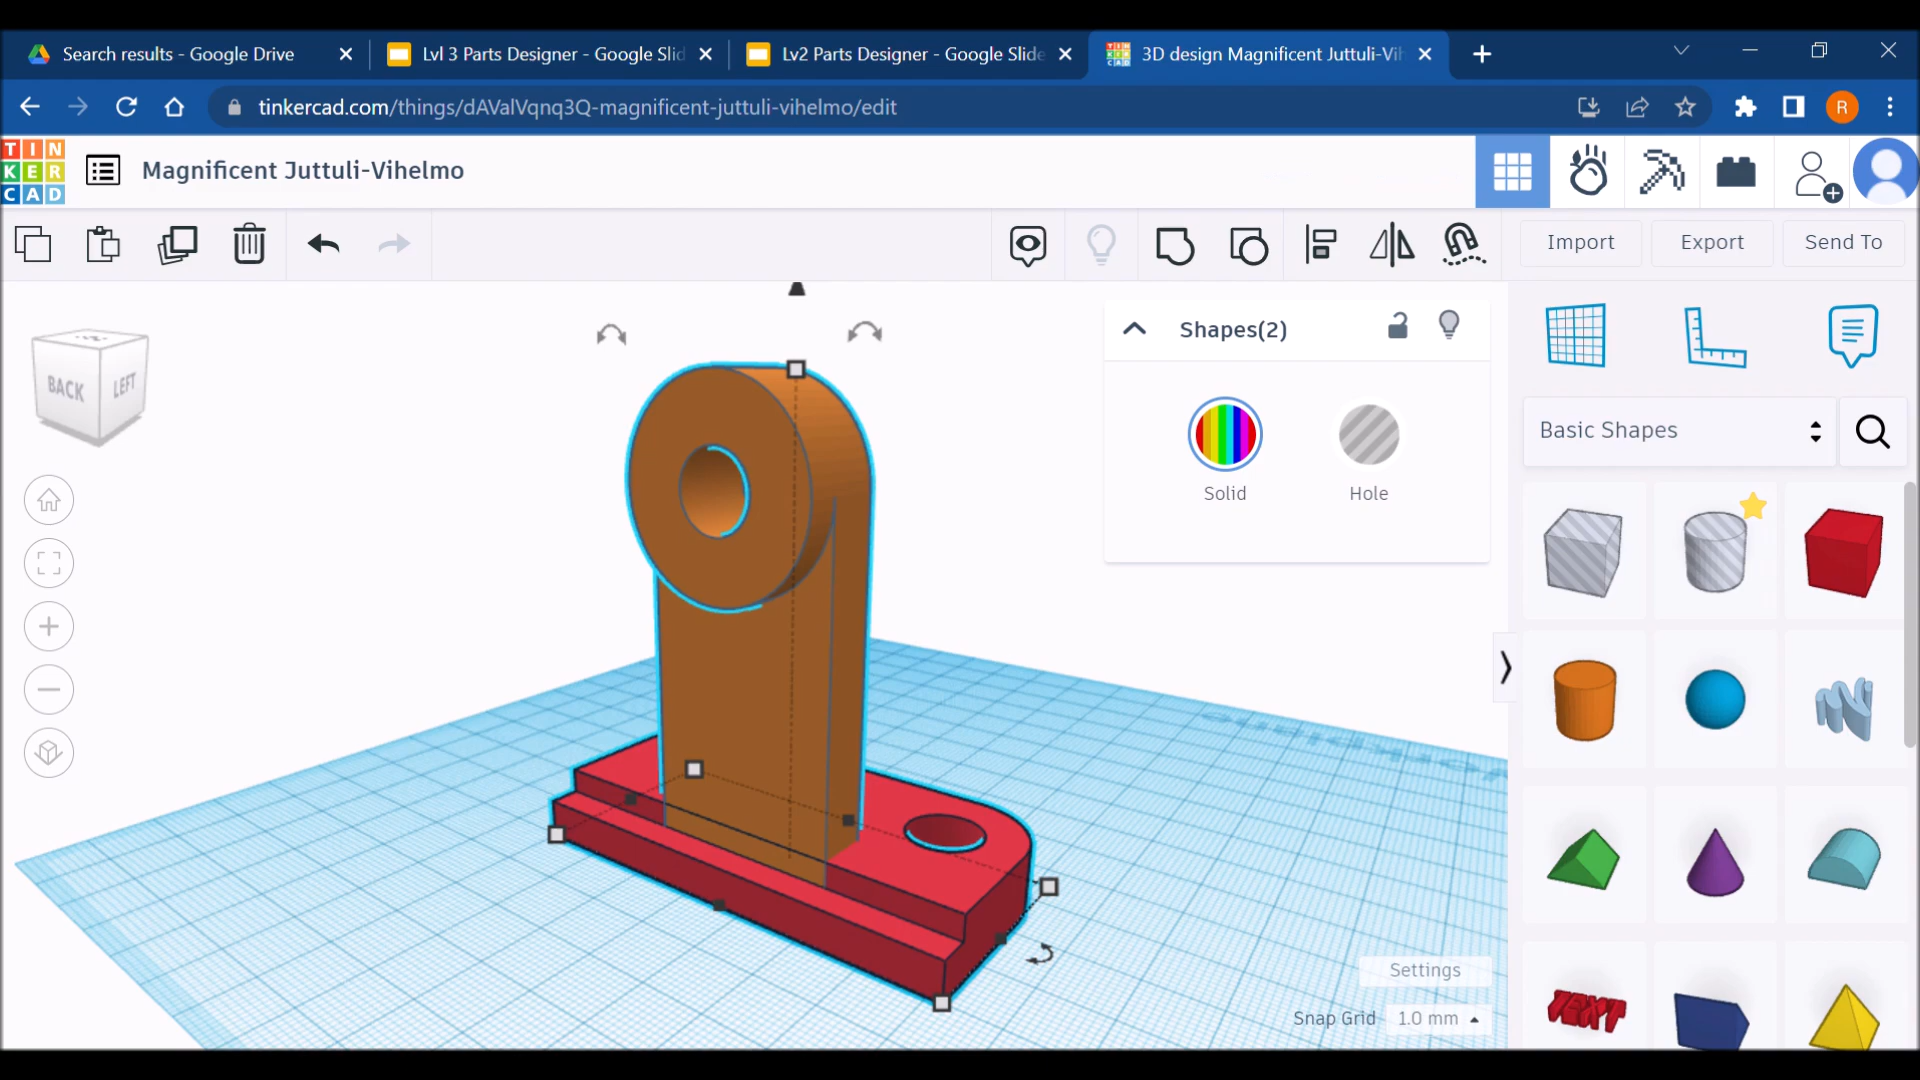 Search results - Google Drive
Lvl 3 Parts Designer - Google Slid
Lv2 Parts Designer - Google Slide
3D design Magnificent Juttuli-Vih
tinkercad.com/things/dAValVqnq3Q-magnificent-juttuli-vihelmo/edit
R
TIN
KER
CAD
Magnificent Juttuli-Vihelmo
Import
Export
Send To
BACK
LEFT
Shapes(2)
Solid
Hole
Basic Shapes
TEXT
Settings
Snap Grid 1.0 mm